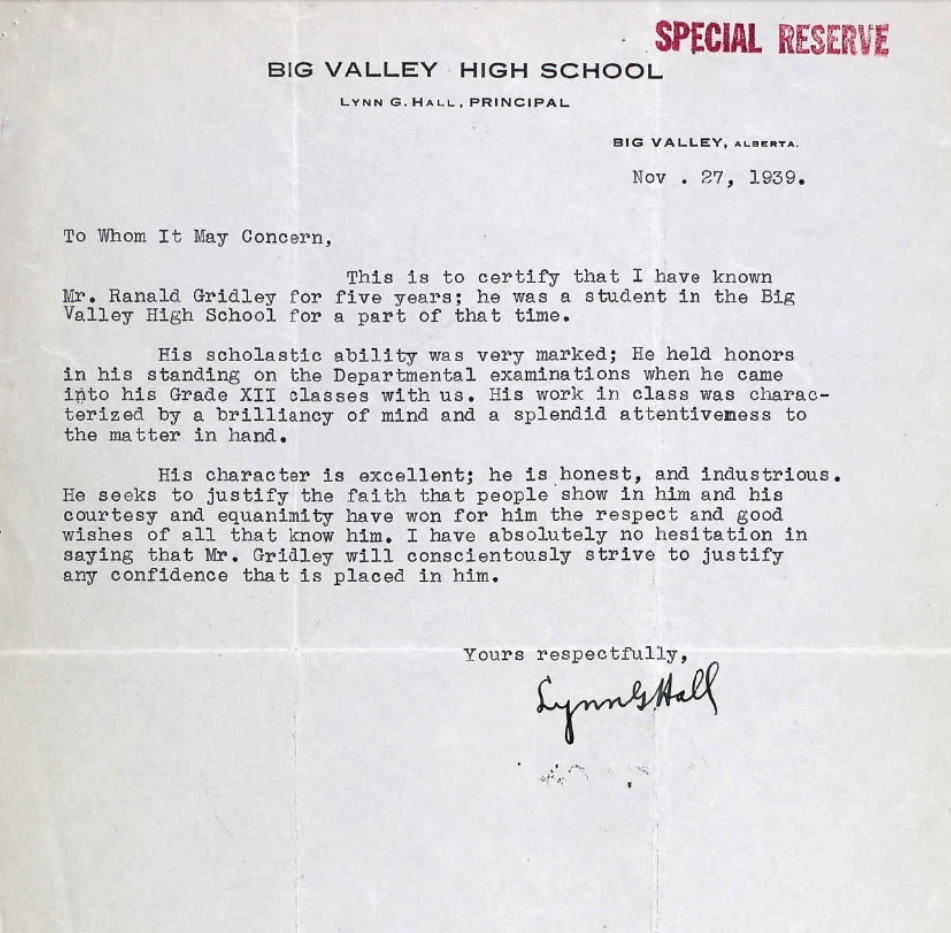 SPECIAL RESERVE
BIG VALLEY HIGH SCHOOL
LYNN G. HALL, PRINCIPAL
BIG VALLEY, ALBERTA.
Nov . 27, 1939.
To Whom It May Concern,
This is to certify that I have known
Mr. Ranald Gridley for five years; he was a student in the Big
Valley High School for a part of that time.
His scholastic ability was very marked; He held honors
in his standing on the Departmental examinations when he came
into his Grade XII classes with us. His work in class was charac-
terized by a brilliancy of mind and a splendid attentiveness to
the matter in hand.
His character is excellent; he is honest, and industrious.
He seeks to justify the faith that people show in him and his
courtesy and equanimity have won for him the respect and good
wishes of all that know him. I have absolutely no hesitation in
saying that Mr. Gridley will conscientously strive to justify
any confidence that is placed in him.
Yours respectfully,
Lynn G Hall